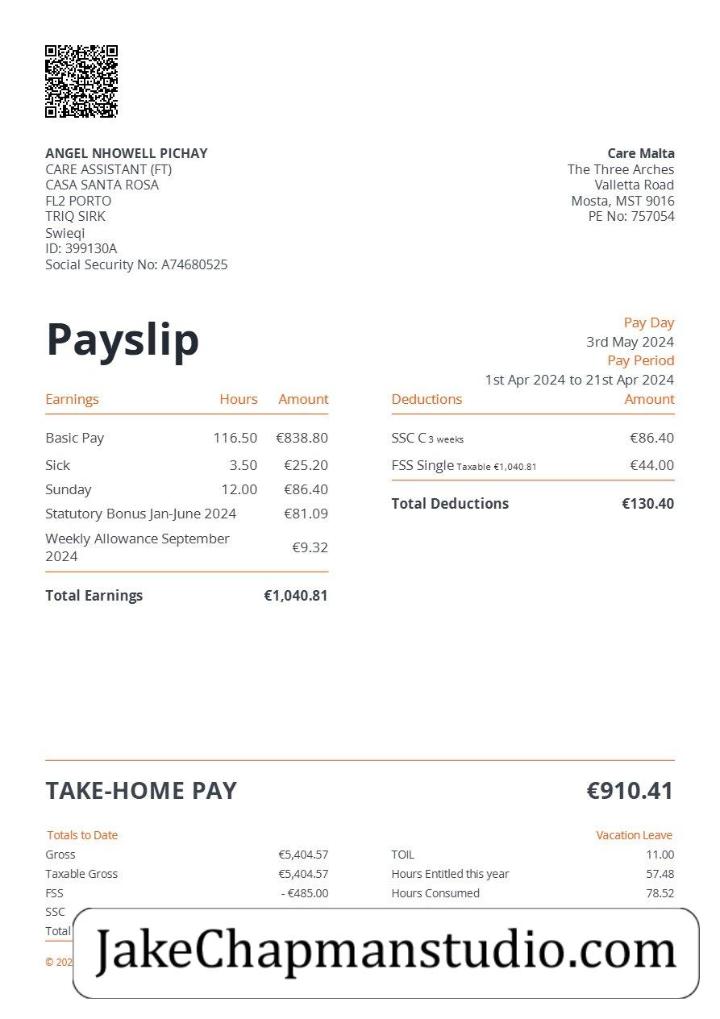 ANGEL NHOWELL PICHAY
CARE ASSISTANT (FT)
CASA SANTA ROSA
FL2 PORTO
TRIQ SIRK
Swieqi
ID: 399130A
Social Security No: A74680525
Care Malta
The Three Arches
Valletta Road
Mosta, MST 9016
PE No: 757054
Payslip
Pay Day
3rd May 2024
Pay Period
1st Apr 2024 to 21st Apr 2024
Earnings Hours Amount
Basic Pay 116.50 €838.80
Sick 3.50 €25.20
Sunday 12.00 €86.40
Statutory Bonus Jan-June 2024 €81.09
Weekly Allowance September
2024 €9.32
Total Earnings €1,040.81
Deductions Amount
SSC C 3 weeks €86.40
FSS Single Taxable €1,040.81 €44.00
Total Deductions €130.40
TAKE-HOME PAY €910.41
Totals to Date
Gross €5,404.57
Taxable Gross €5,404.57
FSS - €485.00
SSC
Total
Vacation Leave
TOIL 11.00
Hours Entitled this year 57.48
Hours Consumed 78.52
© 202
JakeChapmanstudio.com